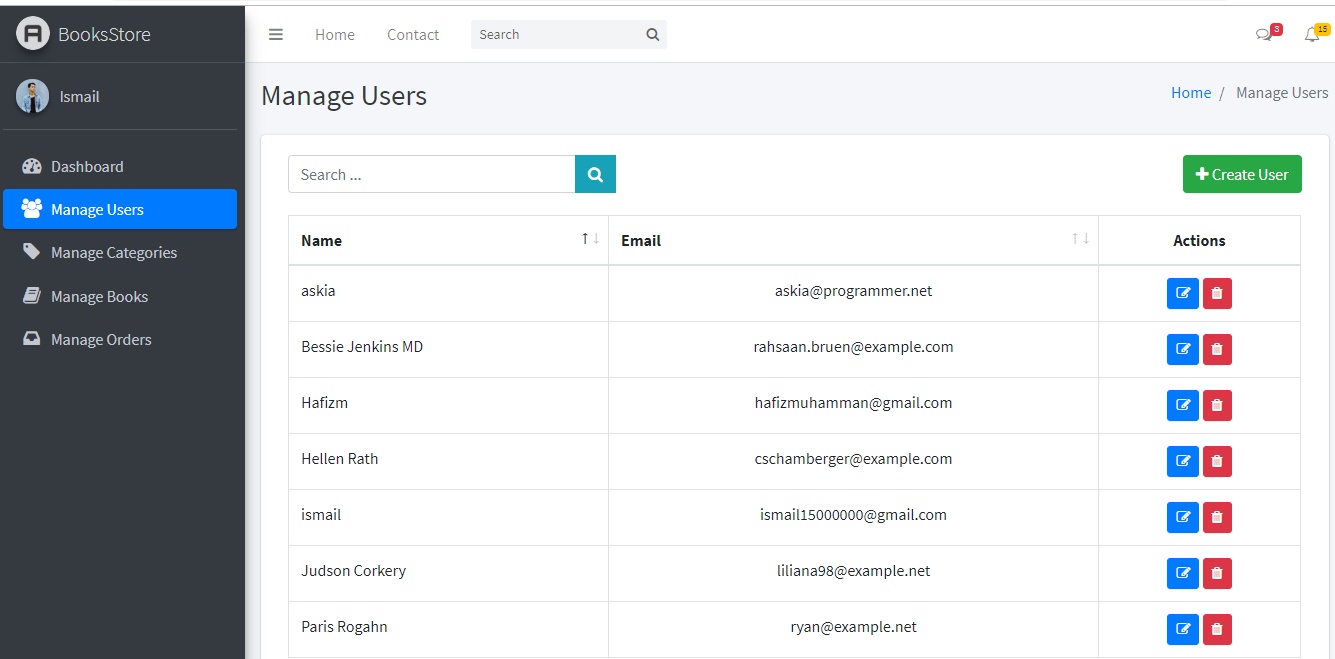 BooksStore
Home Contact Search 3 15
Ismail
Manage Users Home / Manage Users
Dashboard
Manage Users
Manage Categories
Manage Books
Manage Orders
Search ... Create User
Name Email Actions
askia askia@programmer.net
Bessie Jenkins MD rahsaan.bruen@example.com
Hafizm hafizmuhamman@gmail.com
Hellen Rath cschamberger@example.com
ismail ismail15000000@gmail.com
Judson Corkery liliana98@example.net
Paris Rogahn ryan@example.net